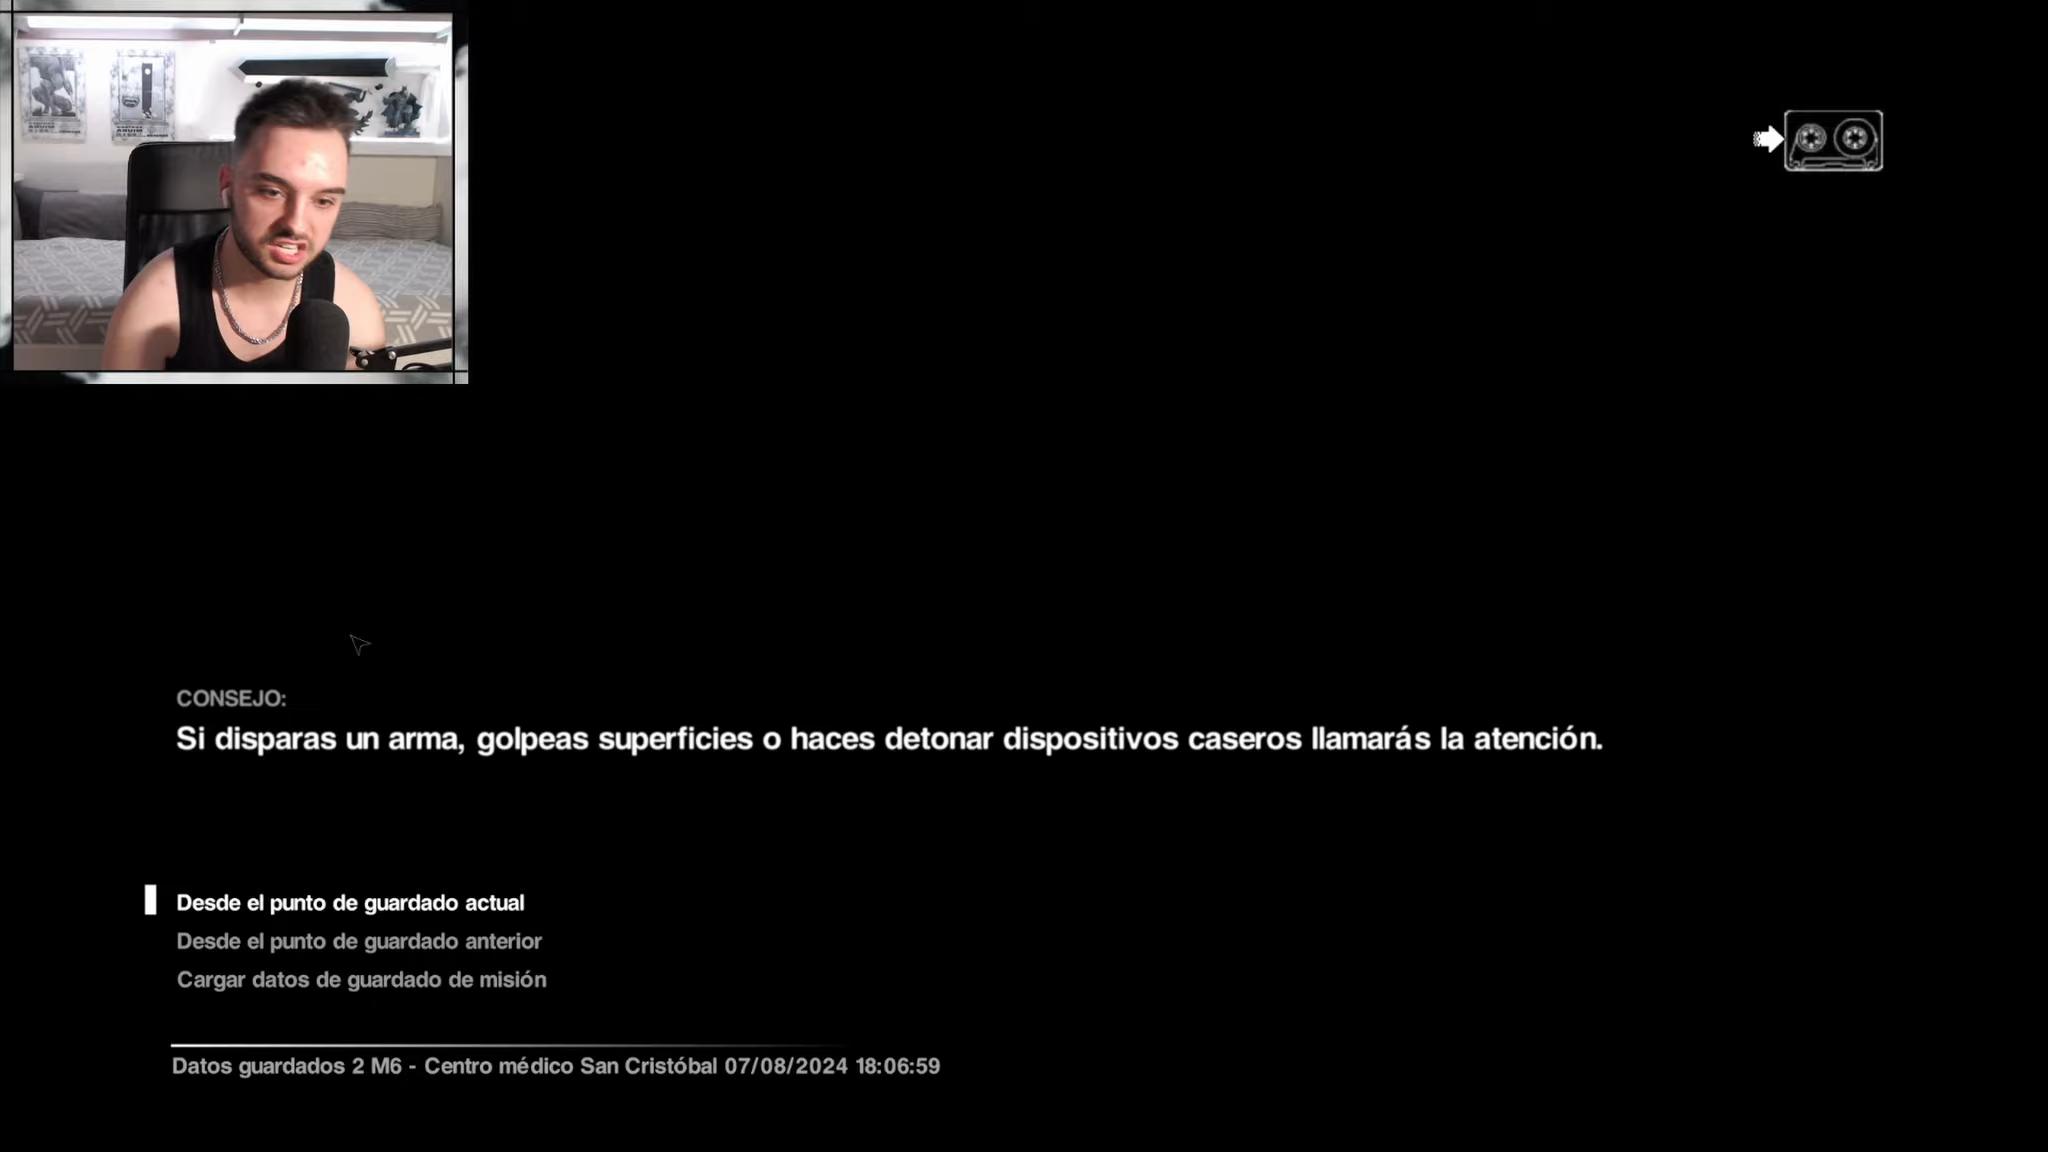 CONSEJO:
Si disparas un arma, golpeas superficies o haces detonar dispositivos caseros llamarás la atención.
Desde el punto de guardado actual
Desde el punto de guardado anterior
Cargar datos de guardado de misión
Datos guardados 2 M6 - Centro médico San Cristóbal 07/08/2024 18:06:59